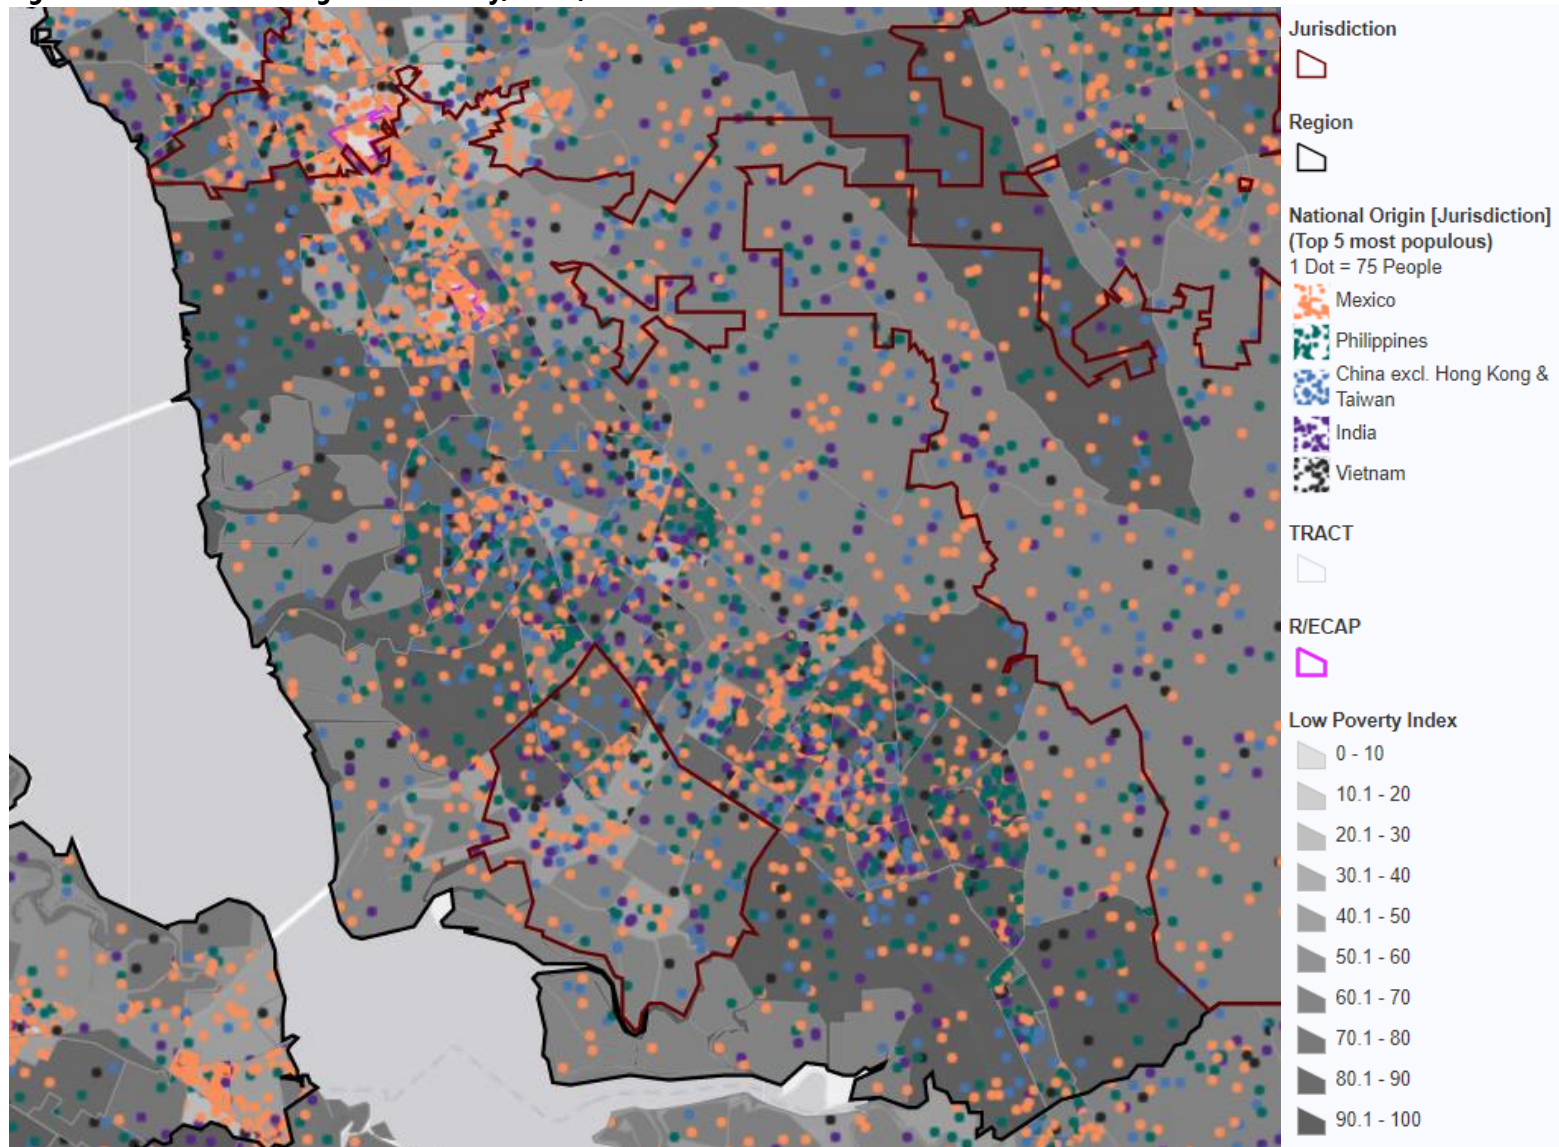 Jurisdiction
Region
National Origin [Jurisdiction]
(Top 5 most populous)
1 Dot = 75 People
Mexico
Philippines
China excl. Hong Kong &
Taiwan
India
Vietnam
TRACT
R/ECAP
Low Poverty Index
0 - 10
10.1 - 20
20.1 - 30
30.1 - 40
40.1 - 50
50.1 - 60
60.1 - 70
70.1 - 80
80.1 - 90
90.1 - 100